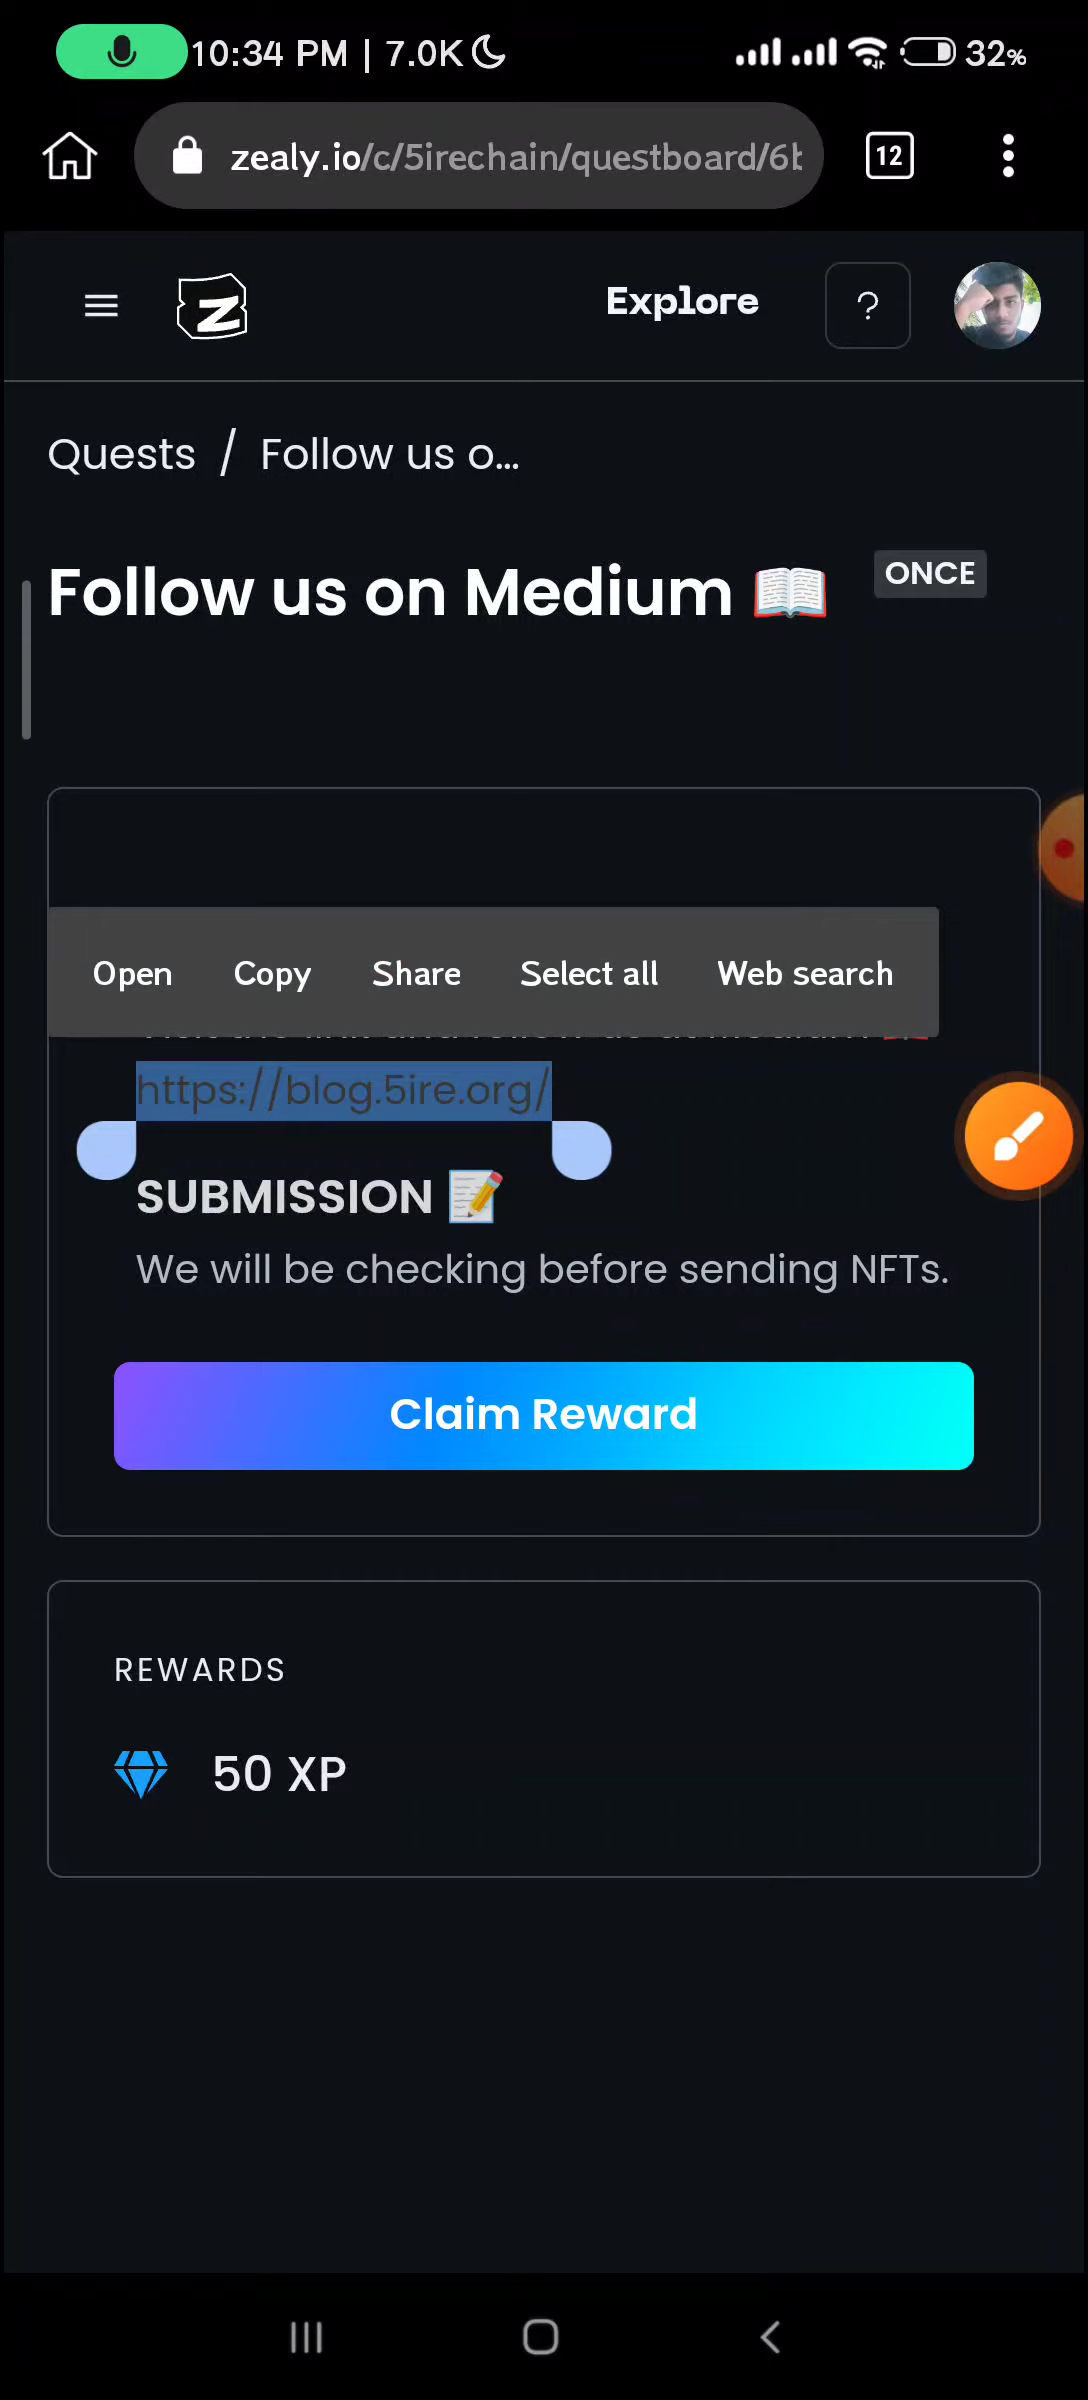 10:34 PM | 7.0K 32%
zealy.io/c/5irechain/questboard/6
12
Explore ?
Quests / Follow us o...
Follow us on Medium ONCE
Open Copy Share Select all Web search
https://blog.5ire.org/
SUBMISSION
We will be checking before sending NFTs.
Claim Reward
REWARDS
50 XP